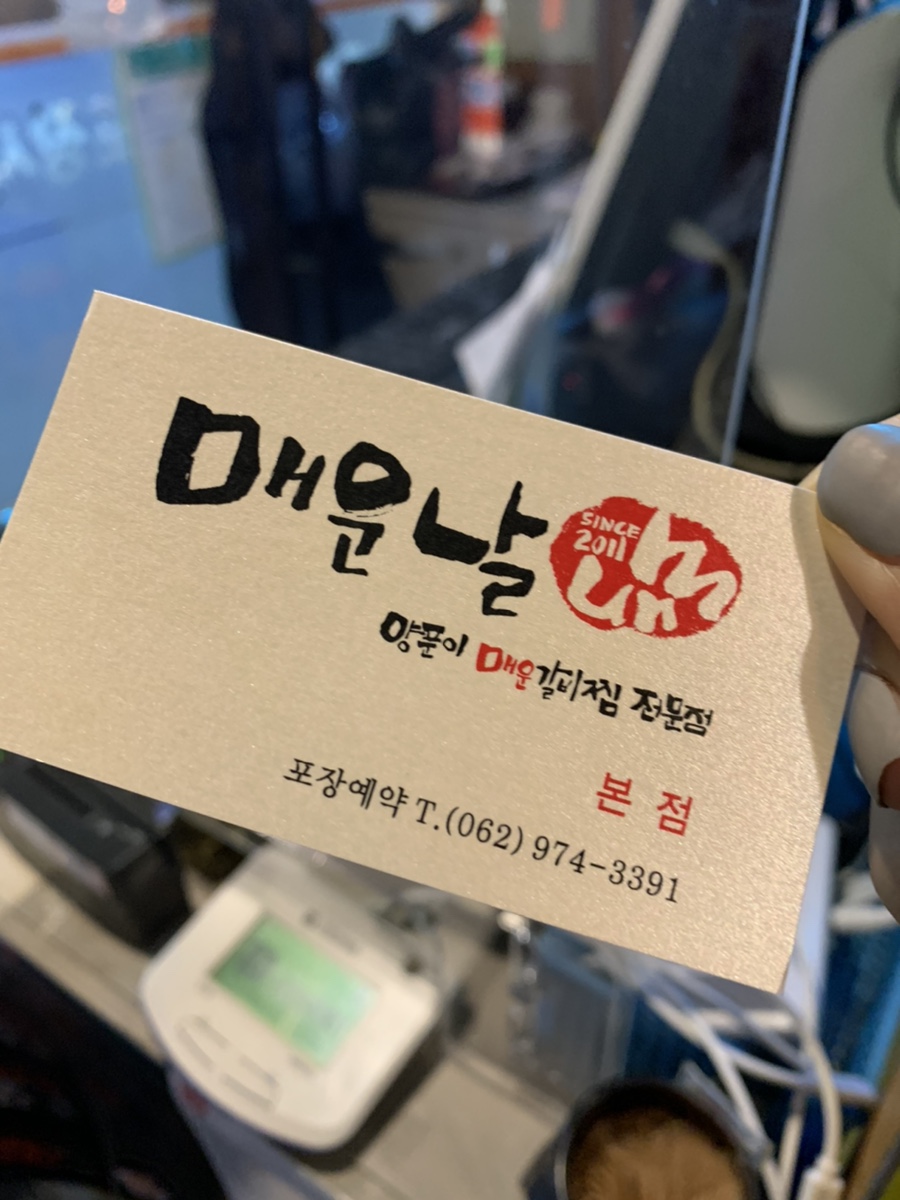 매운날
SINCE
2011
양푼이 매운갈비찜 전문점
본 점
포장예약 T.(062) 974-3391